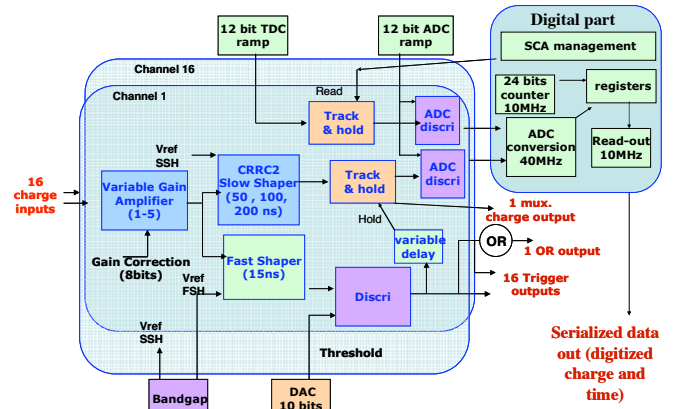 12 bit TDC
ramp
12 bit ADC
ramp
Digital part
SCA management
24 bits
counter
10MHz
registers
ADC
conversion
40MHz
Read-out
10MHz
Channel 16
Channel 1
Read
Track
& hold
ADC
discri
Vref
SSH
CRRC2
Slow Shaper
(50 , 100,
200 ns)
Track
& hold
ADC
discri
16
charge
inputs
Variable Gain
Amplifier
(1-5)
Hold
1 mux.
charge output
variable
delay
OR
1 OR output
Gain Correction
(8bits)
Vref
FSH
Fast Shaper
(15ns)
Discri
16 Trigger
outputs
Vref
SSH
Threshold
Serialized data
out (digitized
charge and
time)
Bandgap
DAC
10 bits